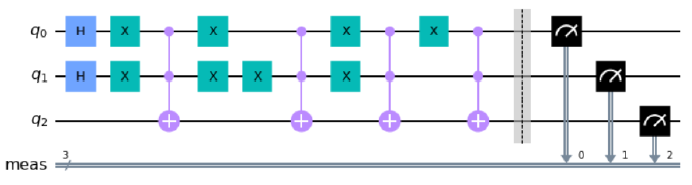 q0 H X X X X
q1 H X X X X
q2
meas 3 0 1 2